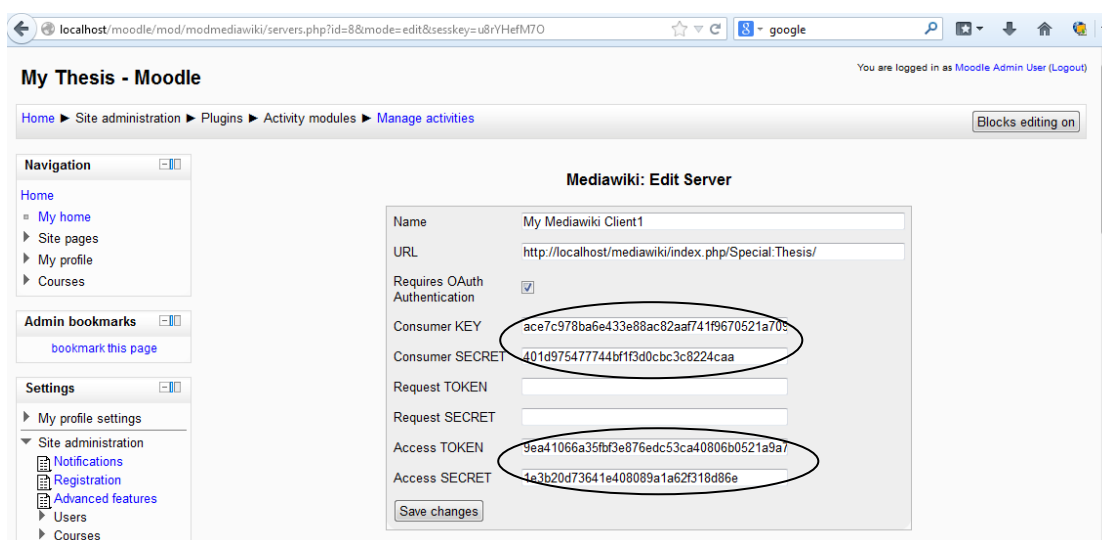 localhost/moodle/mod/modmediawiki/servers.php?id=8&mode=edit&sesskey=u8rYHefM7O
google
My Thesis - Moodle
You are logged in as Moodle Admin User (Logout)
Home ► Site administration ► Plugins ► Activity modules ► Manage activities
Blocks editing on
Navigation
Home
My home
Site pages
My profile
Courses
Admin bookmarks
bookmark this page
Settings
My profile settings
Site administration
Notifications
Registration
Advanced features
Users
Courses
Mediawiki: Edit Server
Name My Mediawiki Client1
URL http://localhost/mediawiki/index.php/Special:Thesis/
Requires OAuth
Authentication
Consumer KEY ace7c978ba6e433e88ac82aaf741f9670521a709
Consumer SECRET 401d975477744bf1f3d0cbc3c8224caa
Request TOKEN
Request SECRET
Access TOKEN 9ea41066a35fbf3e876edc53ca40806b0521a9a7
Access SECRET 1e3b20d73641e408089a1a62f318d86e
Save changes